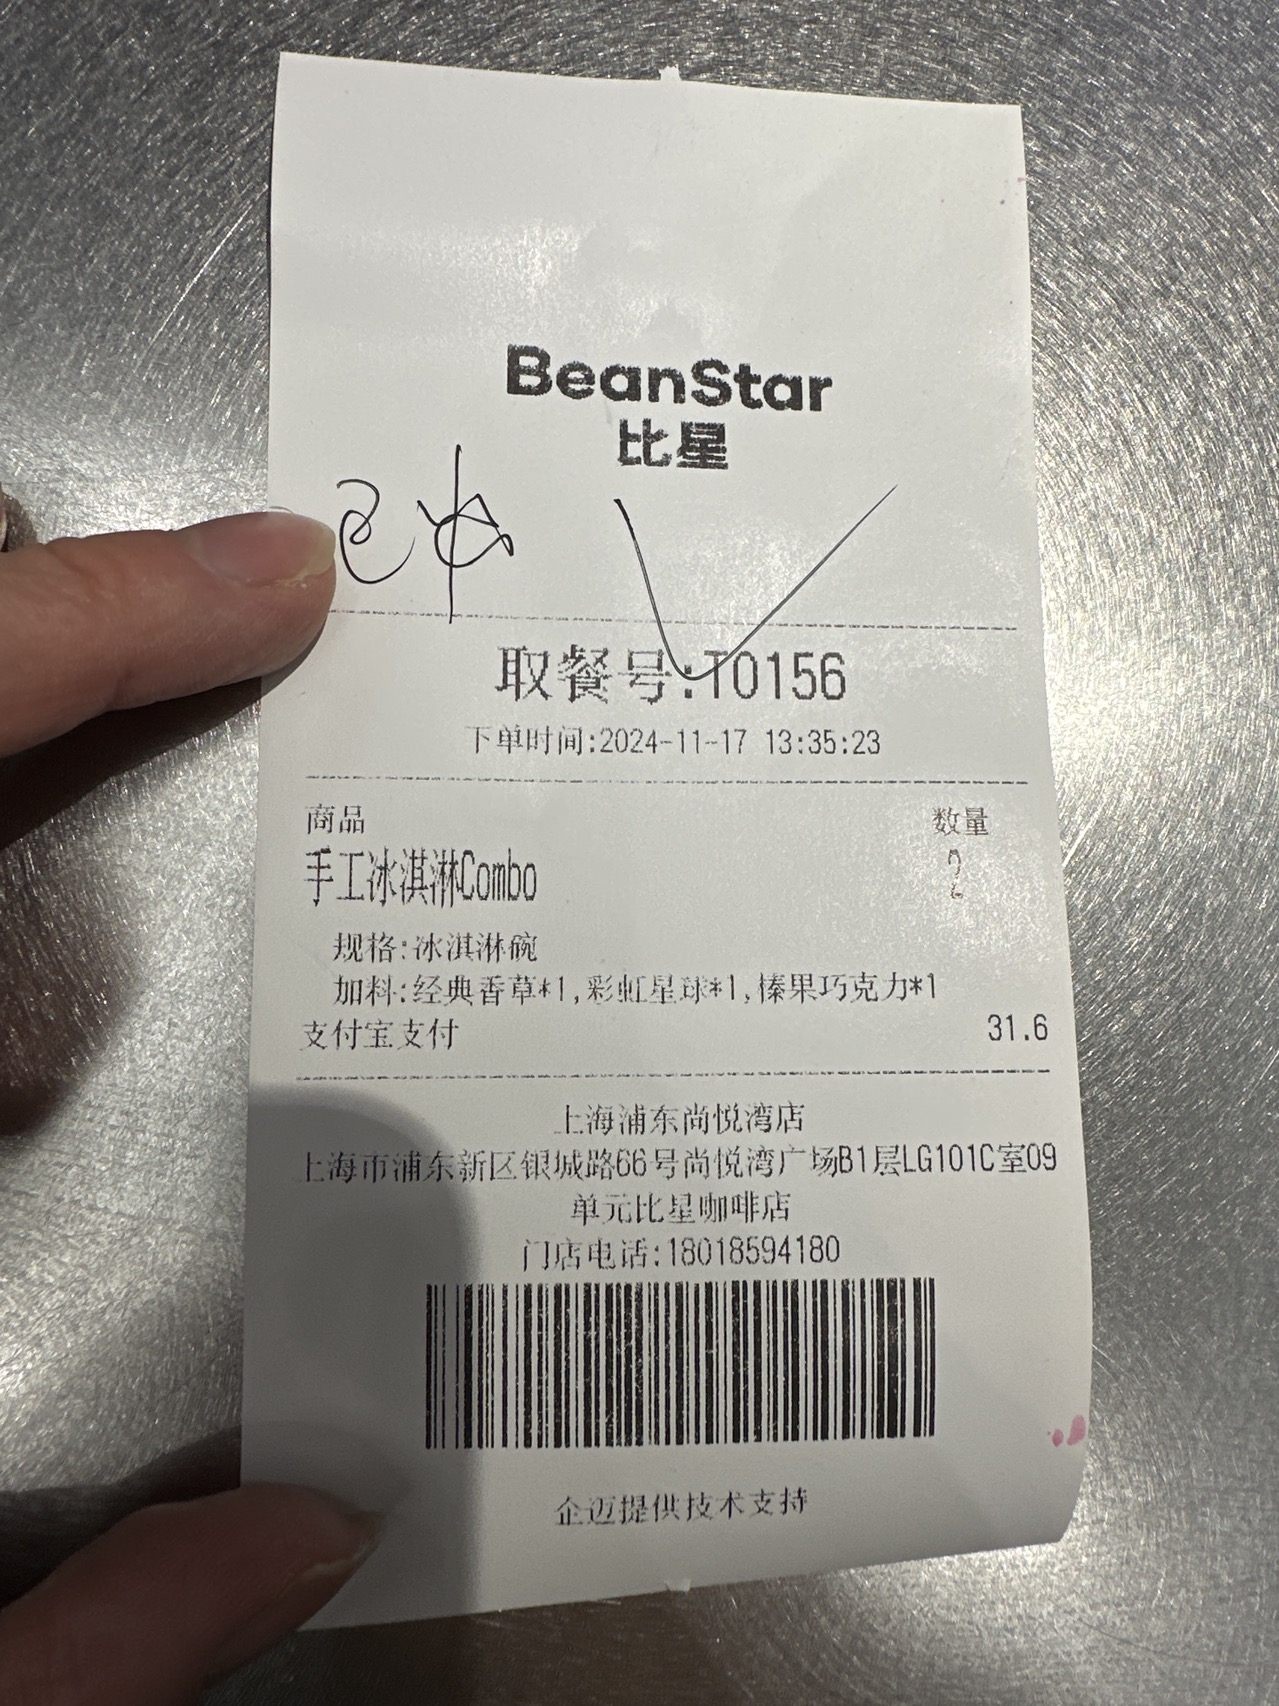 BeanStar
比星
取餐号:T0156
下单时间:2024-11-17 13:35:23
商品 数量
手工冰淇淋Combo
规格:冰淇淋碗
加料:经典香草*1,彩虹星球*1,榛果巧克力*1
支付宝支付 31.6
上海浦东尚悦湾店
上海市浦东新区银城路66号尚悦湾广场B1层LG101C室09
单元比星咖啡店
门店电话:18018594180
企迈提供技术支持